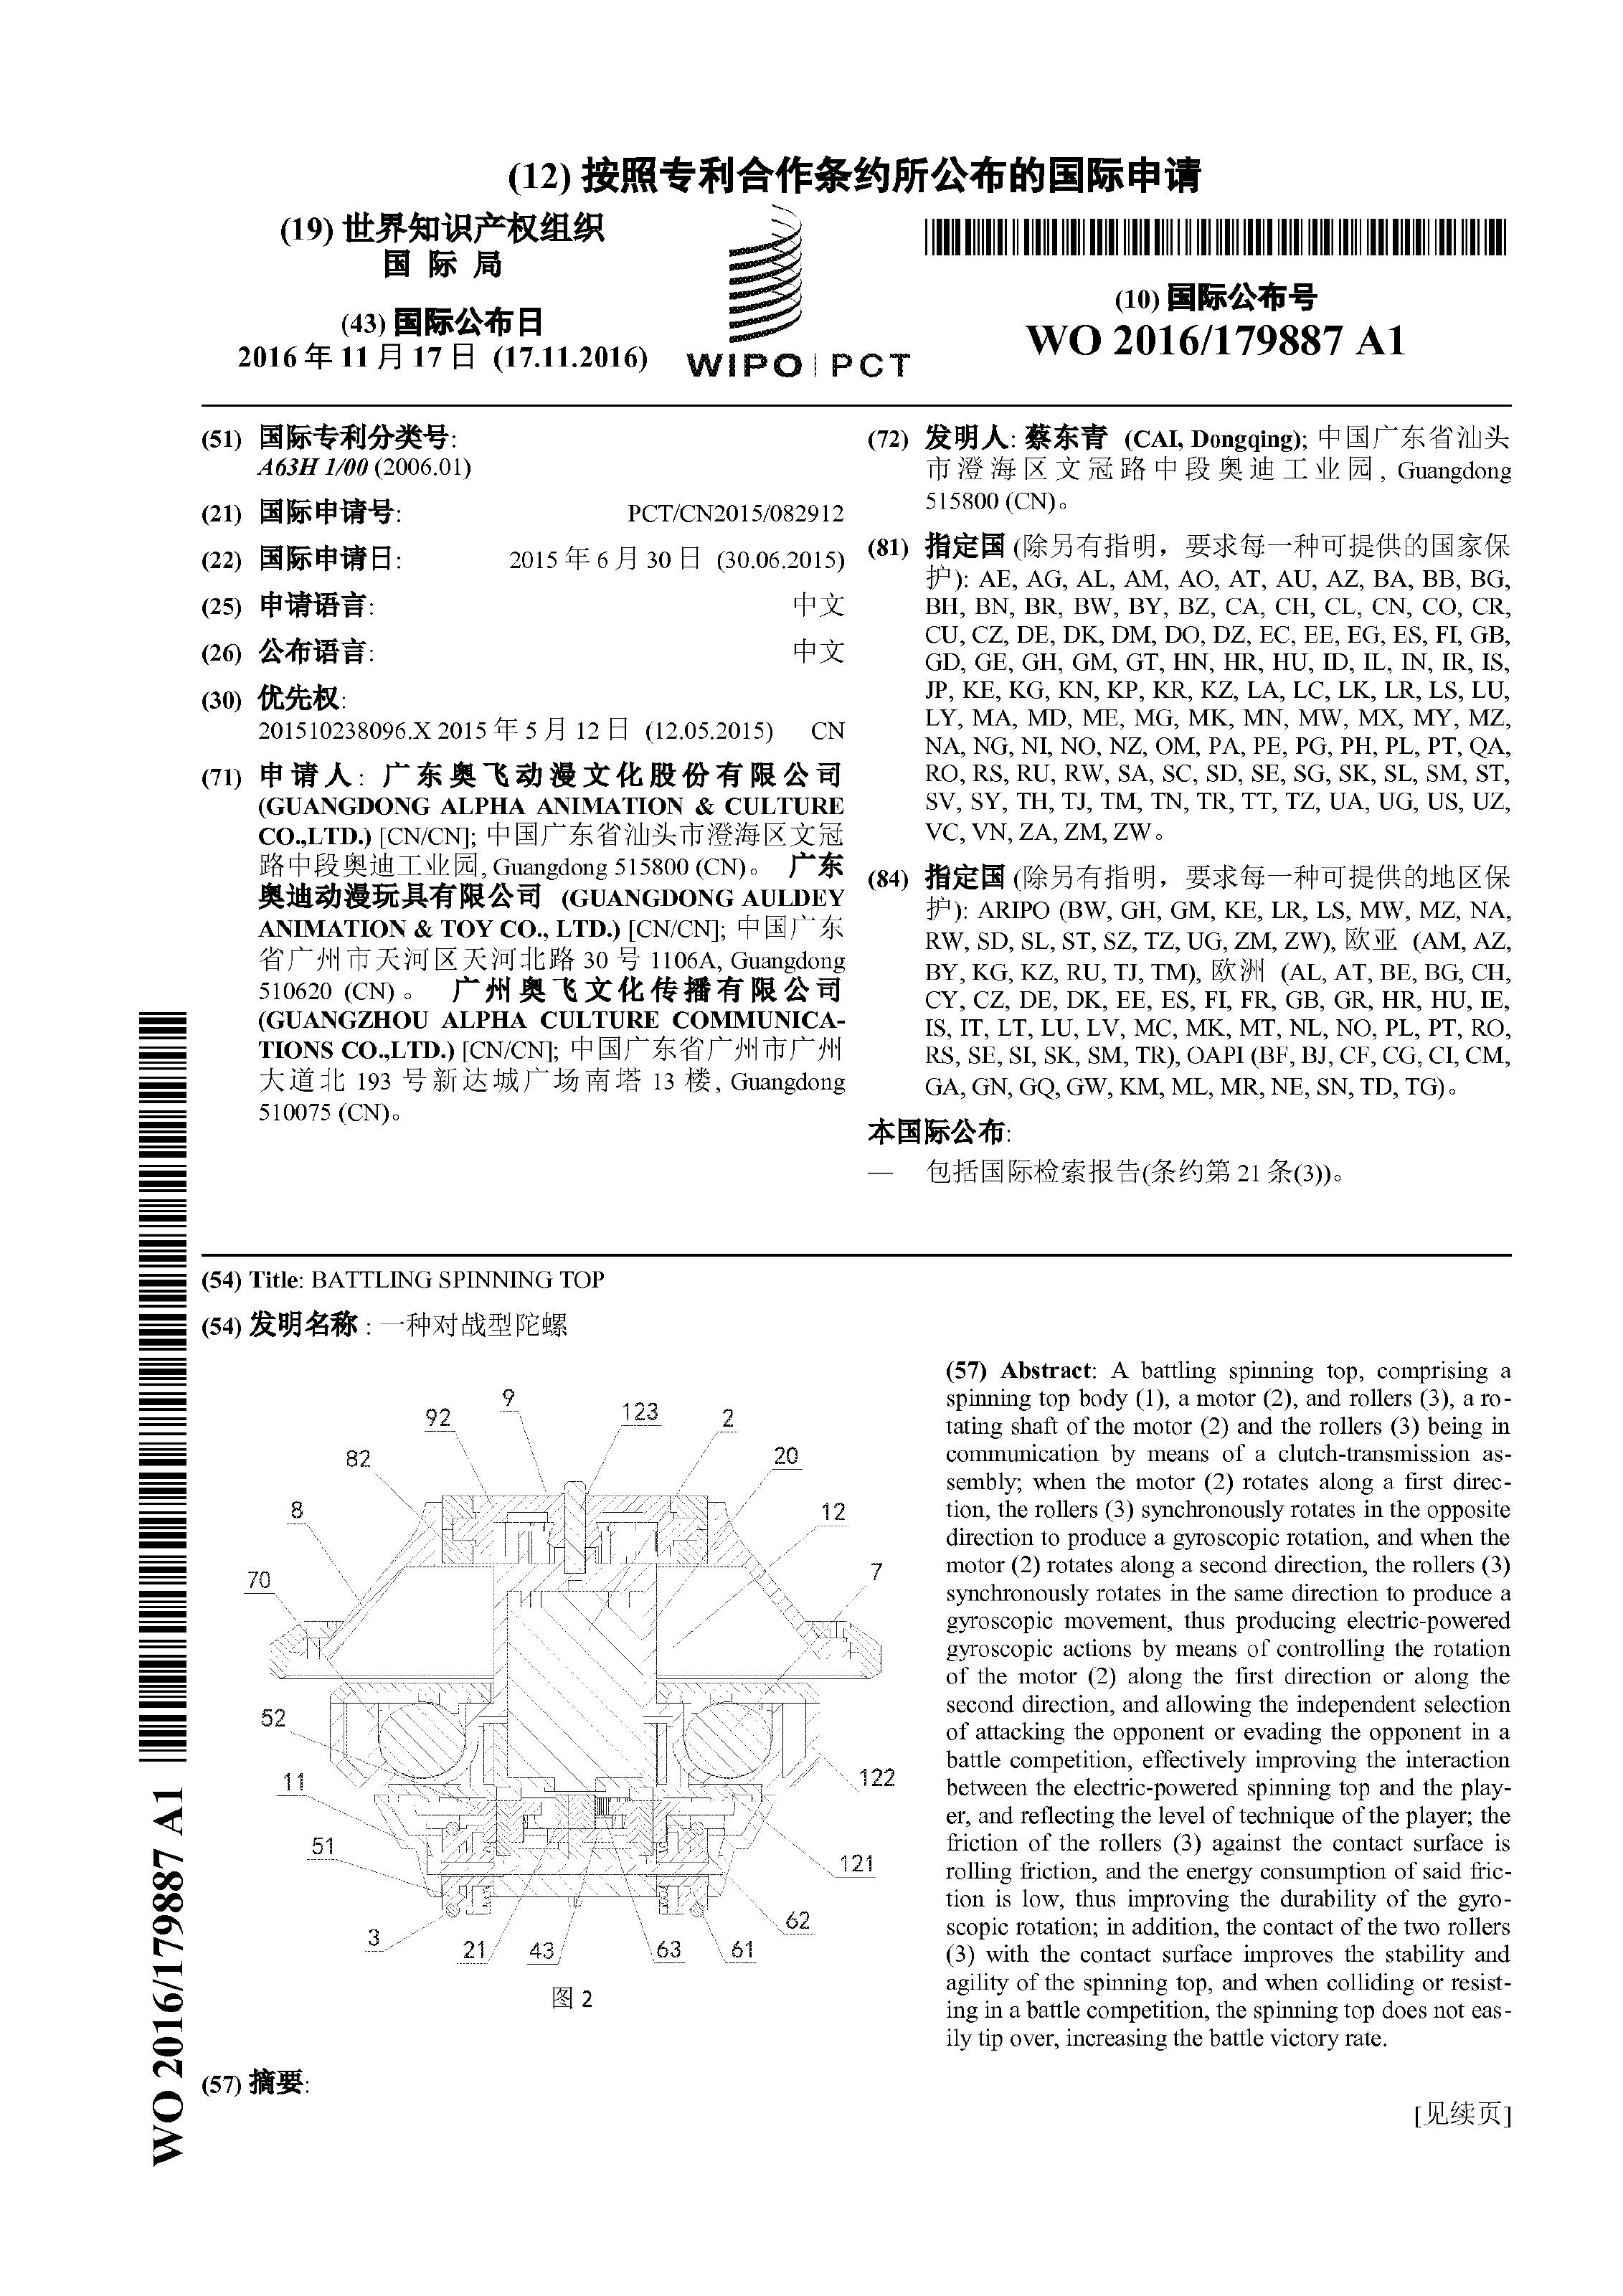 (12) 按照专利合作条约所公布的国际申请
(19) 世界知识产权组织
国 际 局
(43) 国际公布日
2016 年 11 月 17 日 (17.11.2016)
WIPO | PCT
(10) 国际公布号
WO 2016/179887 A1
(51) 国际专利分类号:
A63H 1/00 (2006.01)
(21) 国际申请号: PCT/CN2015/082912
(22) 国际申请日: 2015 年 6 月 30 日 (30.06.2015)
(25) 申请语言: 中文
(26) 公布语言: 中文
(30) 优先权:
201510238096.X 2015 年 5 月 12 日 (12.05.2015) CN
(71) 申请人: 广东奥飞动漫文化股份有限公司
(GUANGDONG ALPHA ANIMATION & CULTURE
CO.,LTD.) [CN/CN]; 中国广东省汕头市澄海区文冠
路中段奥迪工业园, Guangdong 515800 (CN)。 广东
奥迪动漫玩具有限公司 (GUANGDONG AULDEY
ANIMATION & TOY CO., LTD.) [CN/CN]; 中国广东
省广州市天河区天河北路 30 号 1106A, Guangdong
510620 (CN)。 广州奥飞文化传播有限公司
(GUANGZHOU ALPHA CULTURE COMMUNICA-
TIONS CO.,LTD.) [CN/CN]; 中国广东省广州市广州
大道北 193 号新达城广场南塔 13 楼, Guangdong
510075 (CN)。
(72) 发明人: 蔡东青 (CAI, Dongqing); 中国广东省汕头
市澄海区文冠路中段奥迪工业园, Guangdong
515800 (CN)。
(81) 指定国 (除另有指明，要求每一种可提供的国家保
护): AE, AG, AL, AM, AO, AT, AU, AZ, BA, BB, BG,
BH, BN, BR, BW, BY, BZ, CA, CH, CL, CN, CO, CR,
CU, CZ, DE, DK, DM, DO, DZ, EC, EE, EG, ES, FI, GB,
GD, GE, GH, GM, GT, HN, HR, HU, ID, IL, IN, IR, IS,
JP, KE, KG, KN, KP, KR, KZ, LA, LC, LK, LR, LS, LU,
LY, MA, MD, ME, MG, MK, MN, MW, MX, MY, MZ,
NA, NG, NI, NO, NZ, OM, PA, PE, PG, PH, PL, PT, QA,
RO, RS, RU, RW, SA, SC, SD, SE, SG, SK, SL, SM, ST,
SV, SY, TH, TJ, TM, TN, TR, TT, TZ, UA, UG, US, UZ,
VC, VN, ZA, ZM, ZW。
(84) 指定国 (除另有指明，要求每一种可提供的地区保
护): ARIPO (BW, GH, GM, KE, LR, LS, MW, MZ, NA,
RW, SD, SL, ST, SZ, TZ, UG, ZM, ZW), 欧亚 (AM, AZ,
BY, KG, KZ, RU, TJ, TM), 欧洲 (AL, AT, BE, BG, CH,
CY, CZ, DE, DK, EE, ES, FI, FR, GB, GR, HR, HU, IE,
IS, IT, LT, LU, LV, MC, MK, MT, NL, NO, PL, PT, RO,
RS, SE, SI, SK, SM, TR), OAPI (BF, BJ, CF, CG, CI, CM,
GA, GN, GQ, GW, KM, ML, MR, NE, SN, TD, TG)。
本国际公布:
— 包括国际检索报告(条约第 21 条(3))。
(54) Title: BATTLING SPINNING TOP
(54) 发明名称 : 一种对战型陀螺
9
92
123
2
82
20
8
12
70
7
52
122
11
51
121
3
21
43
63
61
62
图 2
(57) Abstract: A battling spinning top, comprising a
spinning top body (1), a motor (2), and rollers (3), a ro-
tating shaft of the motor (2) and the rollers (3) being in
communication by means of a clutch-transmission as-
sembly; when the motor (2) rotates along a first direc-
tion, the rollers (3) synchronously rotates in the opposite
direction to produce a gyroscopic rotation, and when the
motor (2) rotates along a second direction, the rollers (3)
synchronously rotates in the same direction to produce a
gyroscopic movement, thus producing electric-powered
gyroscopic actions by means of controlling the rotation
of the motor (2) along the first direction or along the
second direction, and allowing the independent selection
of attacking the opponent or evading the opponent in a
battle competition, effectively improving the interaction
between the electric-powered spinning top and the play-
er, and reflecting the level of technique of the player; the
friction of the rollers (3) against the contact surface is
rolling friction, and the energy consumption of said fric-
tion is low, thus improving the durability of the gyro-
scopic rotation; in addition, the contact of the two rollers
(3) with the contact surface improves the stability and
agility of the spinning top, and when colliding or resist-
ing in a battle competition, the spinning top does not eas-
ily tip over, increasing the battle victory rate.
(57) 摘要:
[见续页]
WO 2016/179887 A1